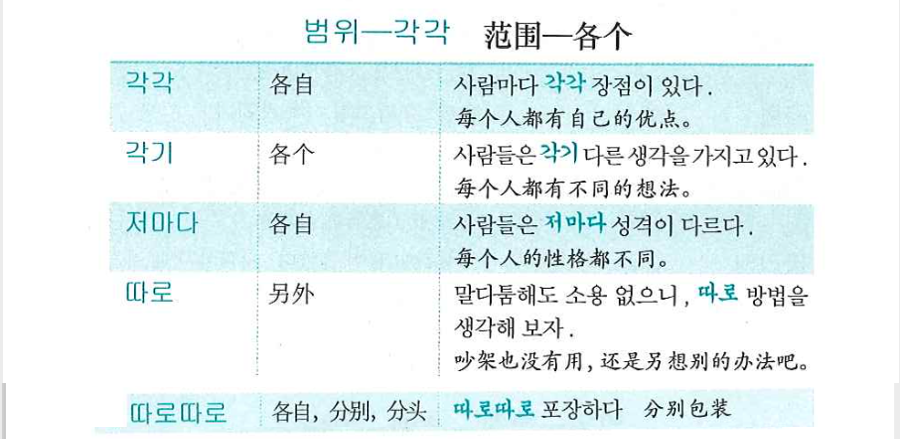 범위—각각 范围—各个
각각 各自 사람마다 각각 장점이 있다.
每个人都有自己的优点。
각기 各个 사람들은 각기 다른 생각을 가지고 있다.
每个人都有不同的想法。
저마다 各自 사람들은 저마다 성격이 다르다.
每个人的性格都不同。
따로 另外 말다툼해도 소용 없으니, 따로 방법을
생각해 보자.
吵架也没有用, 还是另想别的办法吧。
따로따로 各自, 分别, 分头 따로따로 포장하다 分别包装